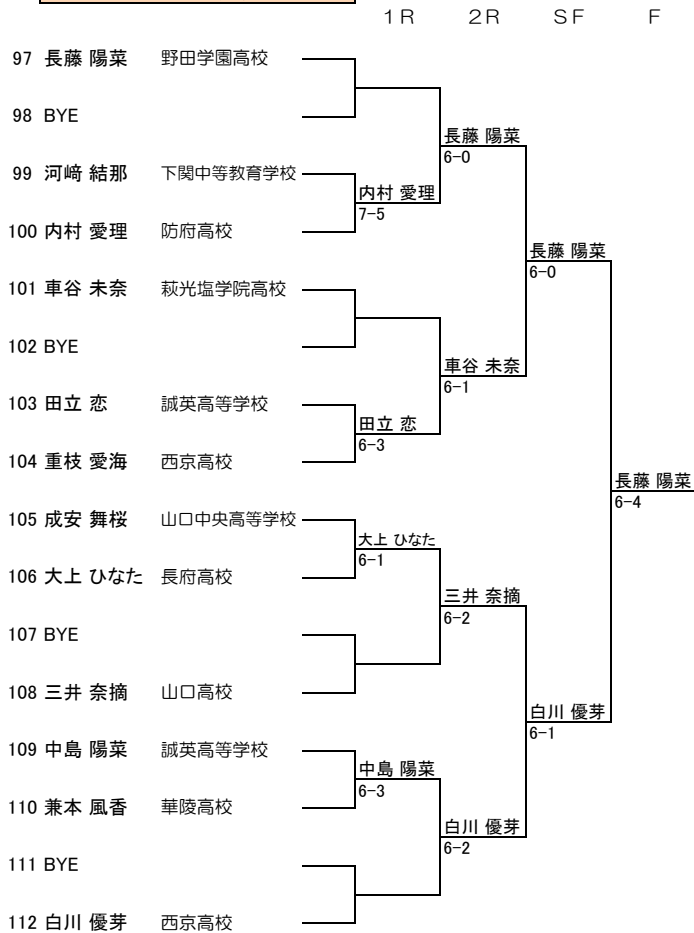 １Ｒ ２Ｒ ＳＦ Ｆ
97 長藤 陽菜 野田学園高校
98 BYE
長藤 陽菜
6-0
99 河﨑 結那 下関中等教育学校
内村 愛理
7-5
100 内村 愛理 防府高校
長藤 陽菜
6-0
101 車谷 未奈 萩光塩学院高校
102 BYE
車谷 未奈
6-1
103 田立 恋 誠英高等学校
田立 恋
6-3
104 重枝 愛海 西京高校
長藤 陽菜
6-4
105 成安 舞桜 山口中央高等学校
大上 ひなた
6-1
106 大上 ひなた 長府高校
三井 奈摘
6-2
107 BYE
108 三井 奈摘 山口高校
白川 優芽
6-1
109 中島 陽菜 誠英高等学校
中島 陽菜
6-3
110 兼本 風香 華陵高校
白川 優芽
6-2
111 BYE
112 白川 優芽 西京高校